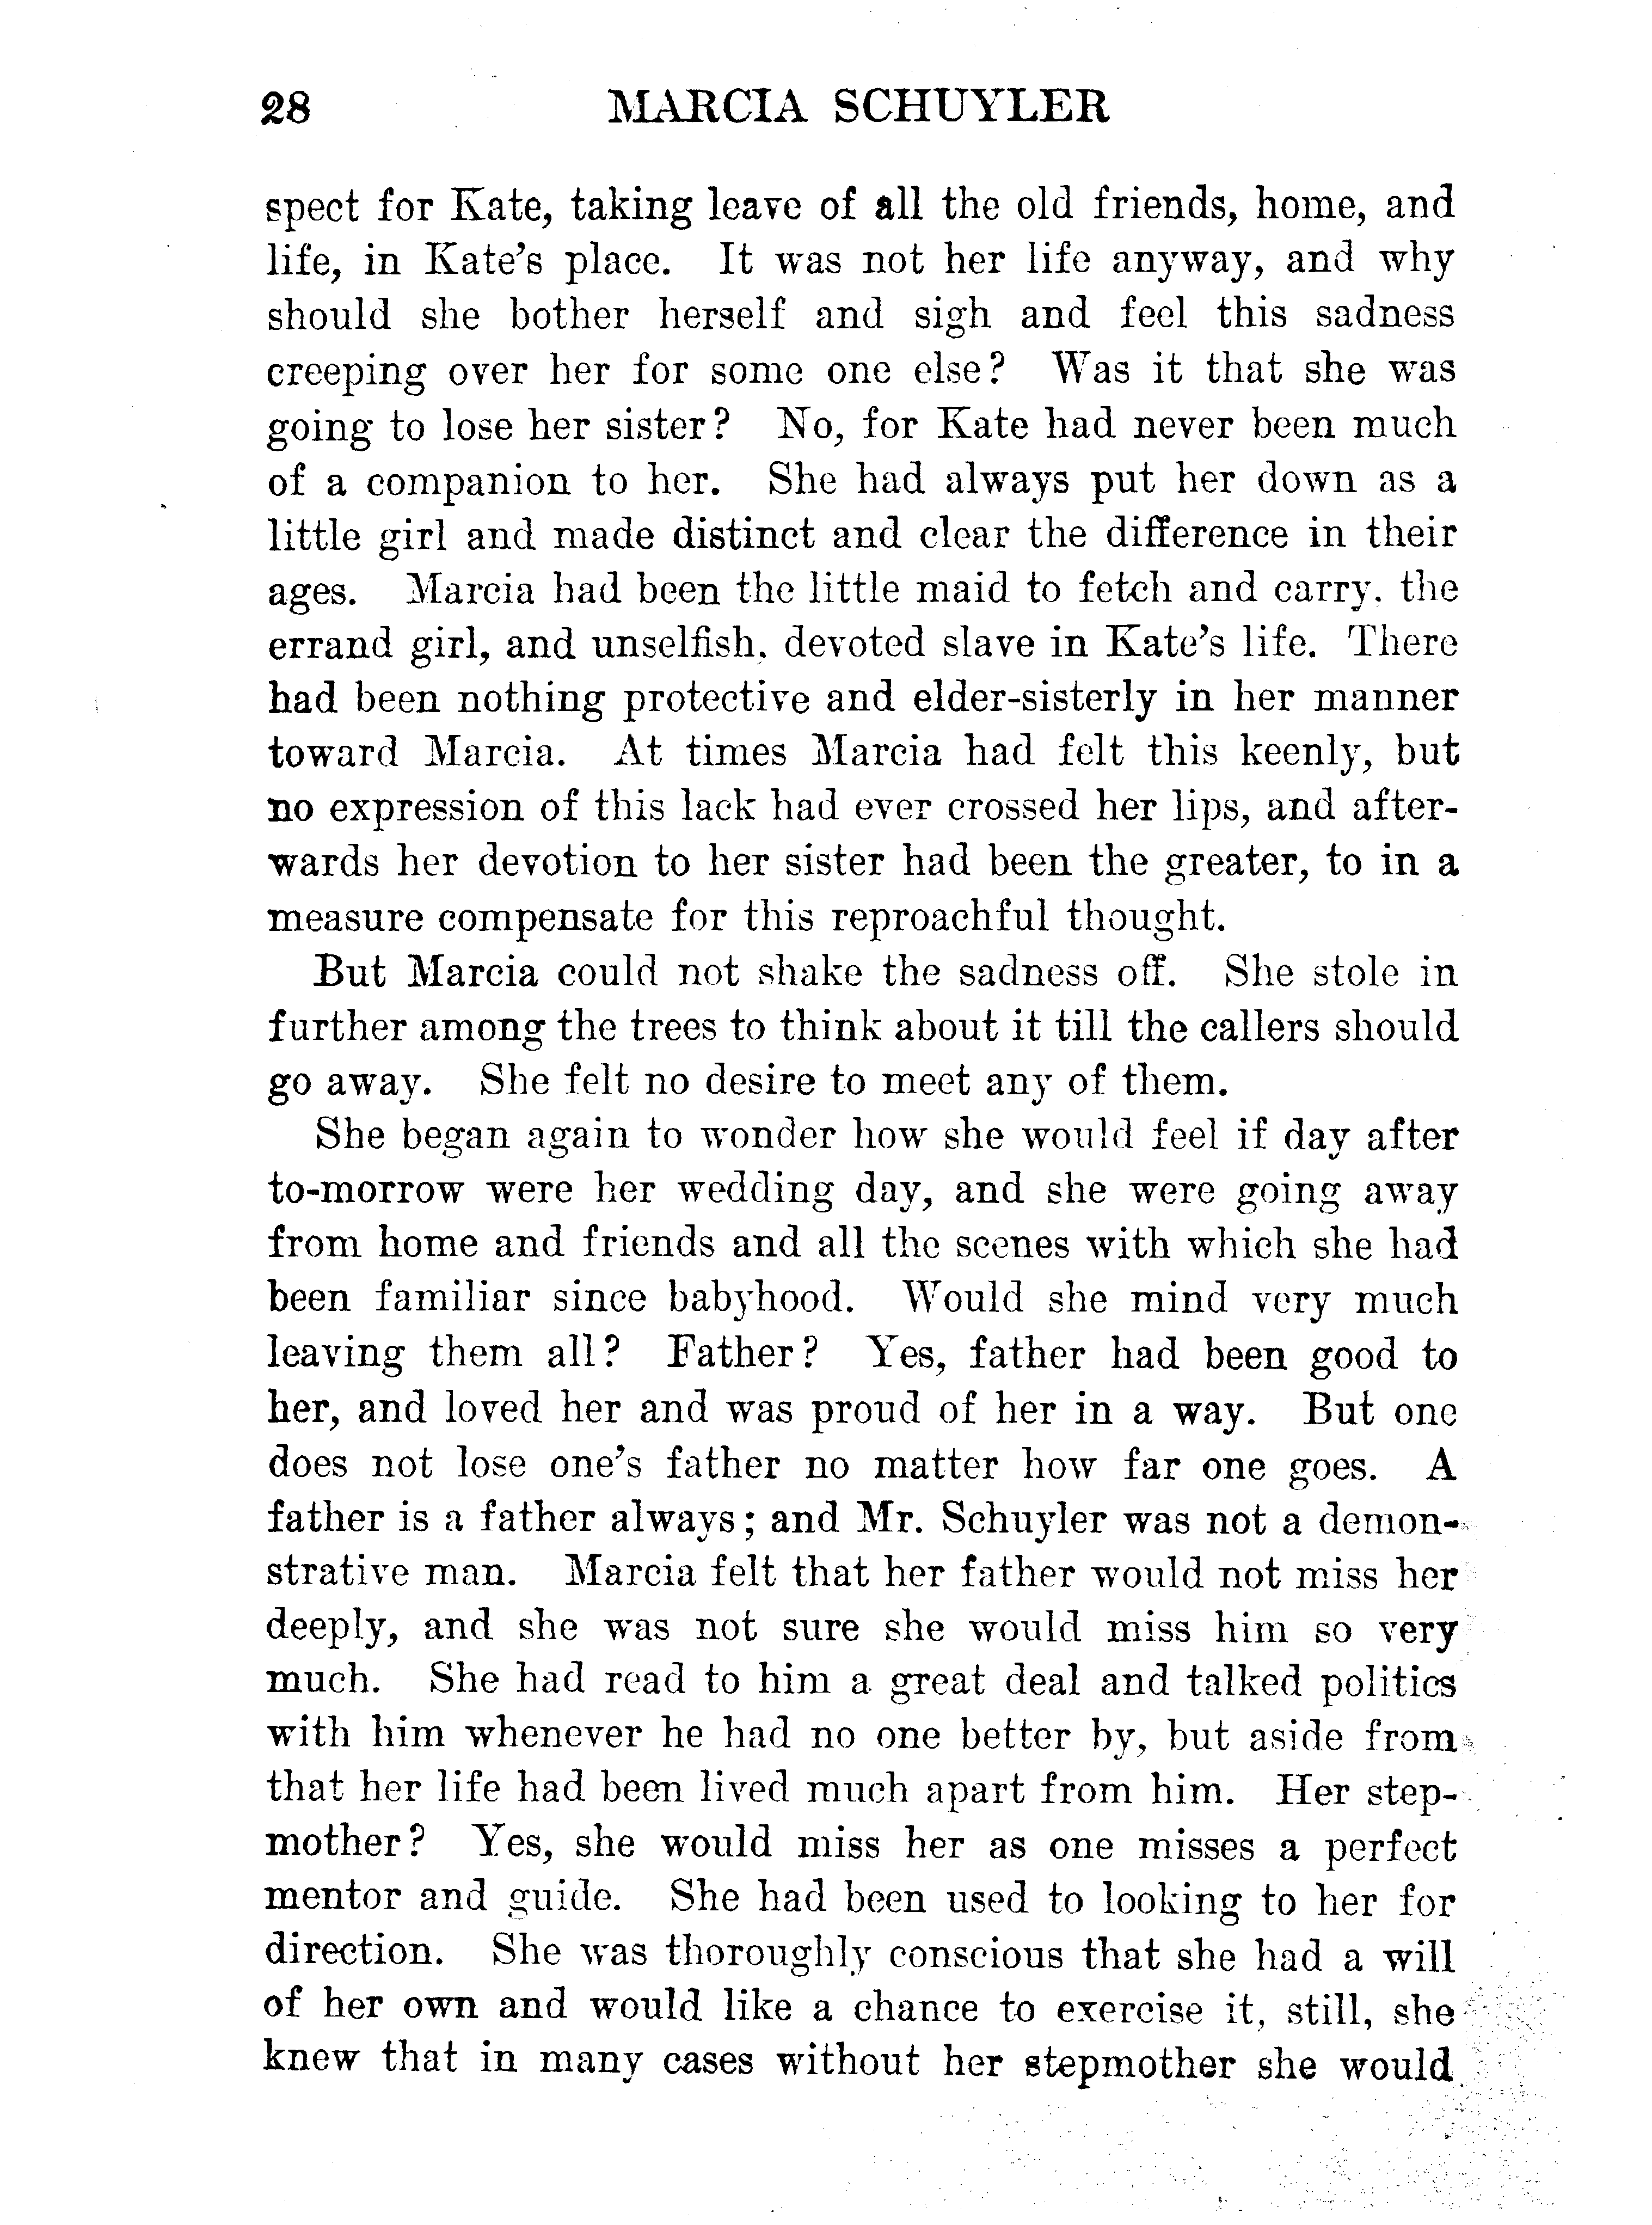 28 MARCIA SCHUYLER
spect for Kate, taking leave of all the old friends, home, and
life, in Kate's place. It was not her life anyway, and why
should she bother herself and sigh and feel this sadness
creeping over her for some one else? Was it that she was
going to lose her sister? No, for Kate had never been much
of a companion to her. She had always put her down as a
little girl and made distinct and clear the difference in their
ages. Marcia had been the little maid to fetch and carry, the
errand girl, and unselfish, devoted slave in Kate's life. There
had been nothing protective and elder-sisterly in her manner
toward Marcia. At times Marcia had felt this keenly, but
no expression of this lack had ever crossed her lips, and after-
wards her devotion to her sister had been the greater, to in a
measure compensate for this reproachful thought.
But Marcia could not shake the sadness off. She stole in
further among the trees to think about it till the callers should
go away. She felt no desire to meet any of them.
She began again to wonder how she would feel if day after
to-morrow were her wedding day, and she were going away
from home and friends and all the scenes with which she had
been familiar since babyhood. Would she mind very much
leaving them all? Father? Yes, father had been good to
her, and loved her and was proud of her in a way. But one
does not lose one's father no matter how far one goes. A
father is a father always; and Mr. Schuyler was not a demon-
strative man. Marcia felt that her father would not miss her
deeply, and she was not sure she would miss him so very
much. She had read to him a great deal and talked politics
with him whenever he had no one better by, but aside from
that her life had been lived much apart from him. Her step-
mother? Yes, she would miss her as one misses a perfect
mentor and guide. She had been used to looking to her for
direction. She was thoroughly conscious that she had a will
of her own and would like a chance to exercise it, still, she
knew that in many cases without her stepmother she would